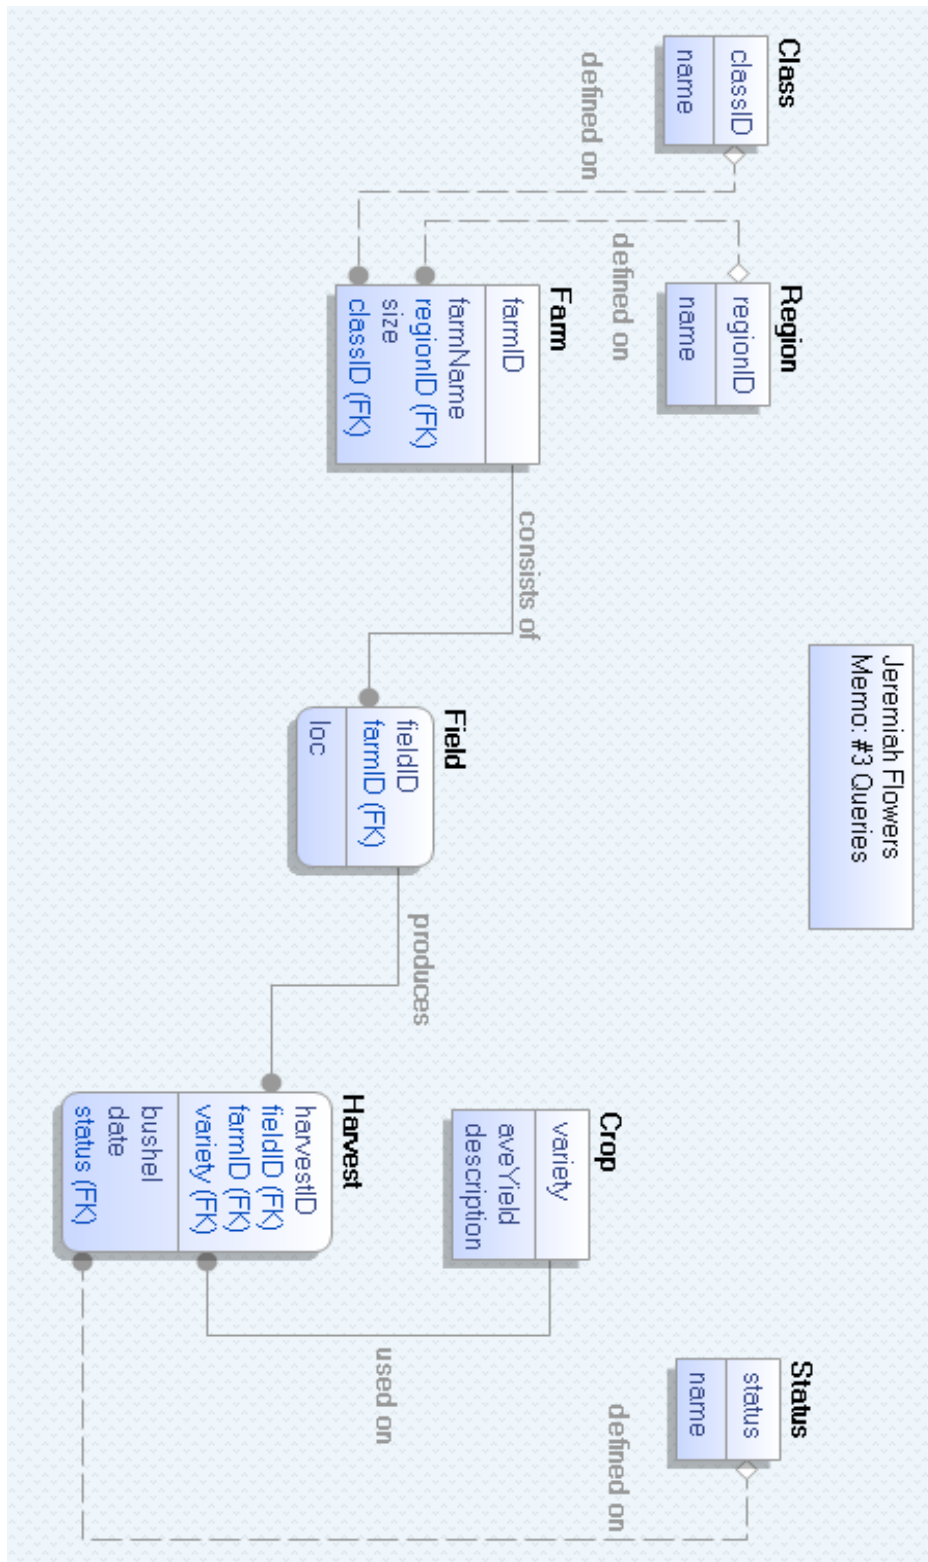 Jeremiah Flowers
Memo: #3 Queries
Class
classID
name
defined on
Region
regionID
name
defined on
Farm
farmID
farmName
regionID (FK)
size
classID (FK)
consists of
Field
fieldID
farmID (FK)
loc
produces
Crop
variety
aveYield
description
used on
Harvest
harvestID
fieldID (FK)
farmID (FK)
variety (FK)
bushel
date
status (FK)
Status
status
name
defined on